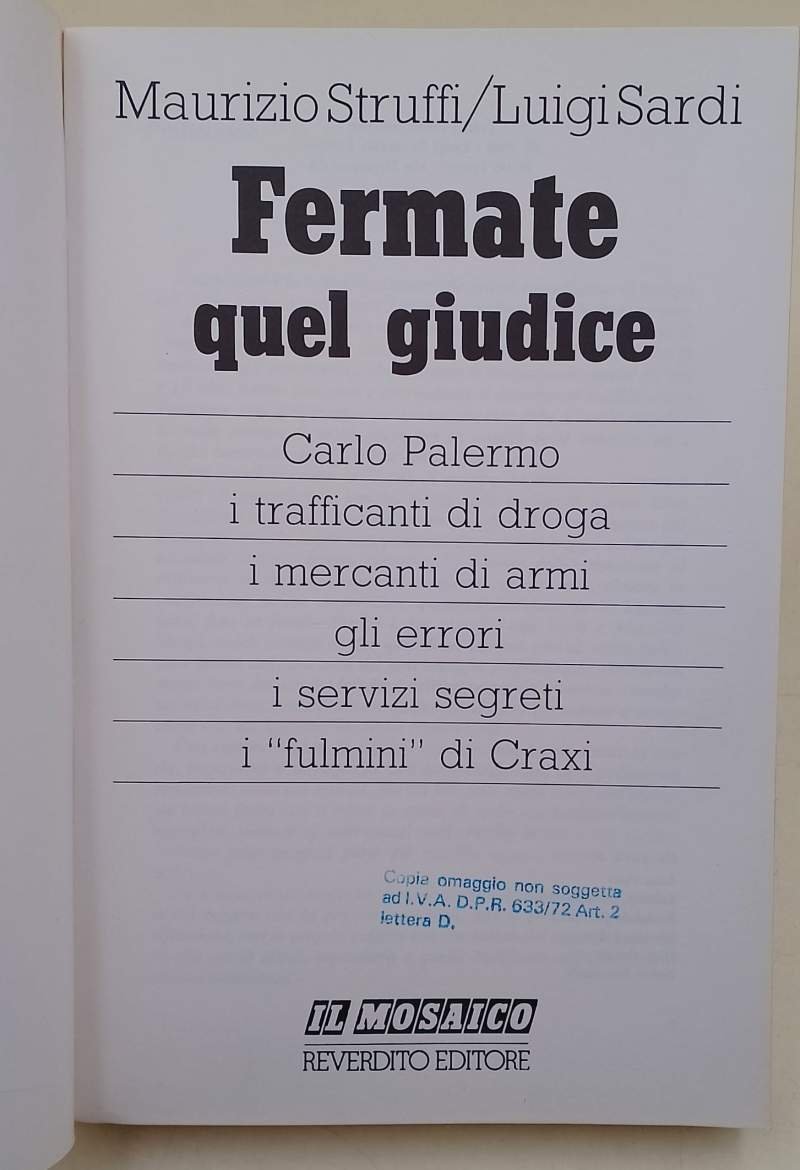 Maurizio Struffi/Luigi Sardi
Fermate
quel giudice
Carlo Palermo
i trafficanti di droga
i mercanti di armi
gli errori
i servizi segreti
i “fulmini” di Craxi
Copia omaggio non soggetta
ad I.V.A. D.P.R. 633/72 Art. 2
lettera D.
IL MOSAICO
REVERDITO EDITORE